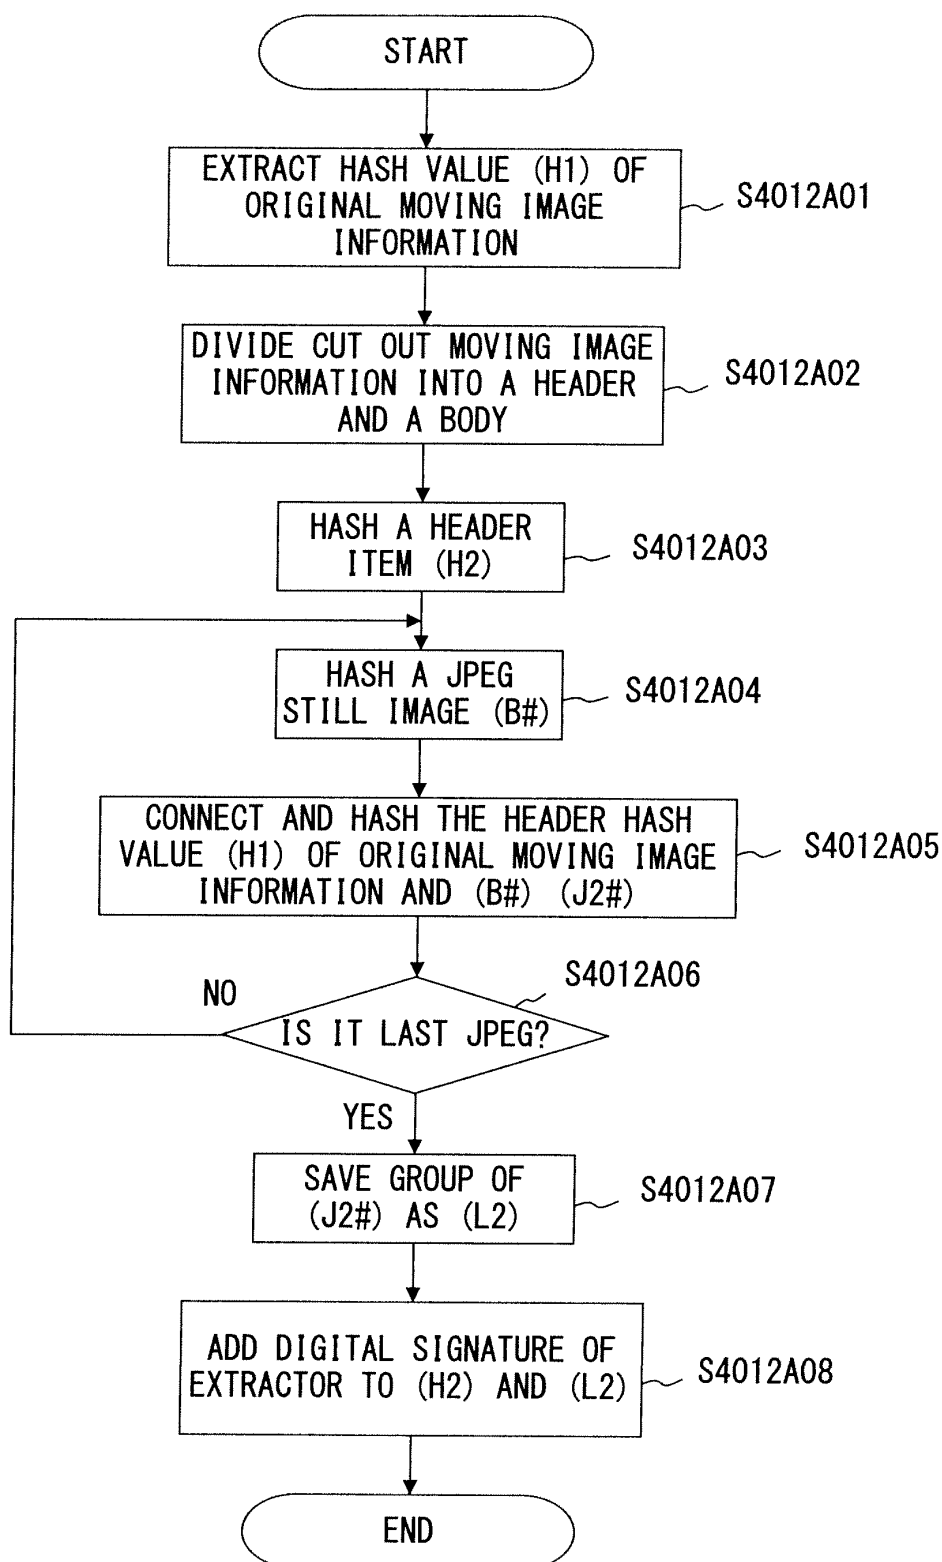 START
EXTRACT HASH VALUE (H1) OF
ORIGINAL MOVING IMAGE
INFORMATION
S4012A01
DIVIDE CUT OUT MOVING IMAGE
INFORMATION INTO A HEADER
AND A BODY
S4012A02
HASH A HEADER
ITEM (H2)
S4012A03
HASH A JPEG
STILL IMAGE (B#)
S4012A04
CONNECT AND HASH THE HEADER HASH
VALUE (H1) OF ORIGINAL MOVING IMAGE
INFORMATION AND (B#) (J2#)
S4012A05
S4012A06
NO
IS IT LAST JPEG?
YES
SAVE GROUP OF
(J2#) AS (L2)
S4012A07
ADD DIGITAL SIGNATURE OF
EXTRACTOR TO (H2) AND (L2)
S4012A08
END